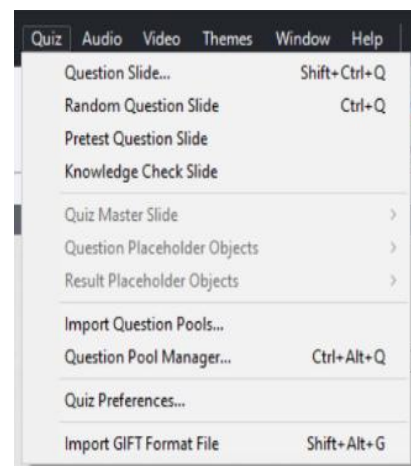 Quiz Audio Video Themes Window Help
Question Slide... Shift+Ctrl+Q
Random Question Slide Ctrl+Q
Pretest Question Slide
Knowledge Check Slide
Quiz Master Slide >
Question Placeholder Objects >
Result Placeholder Objects >
Import Question Pools...
Question Pool Manager... Ctrl+Alt+Q
Quiz Preferences...
Import GIFT Format File Shift+Alt+G